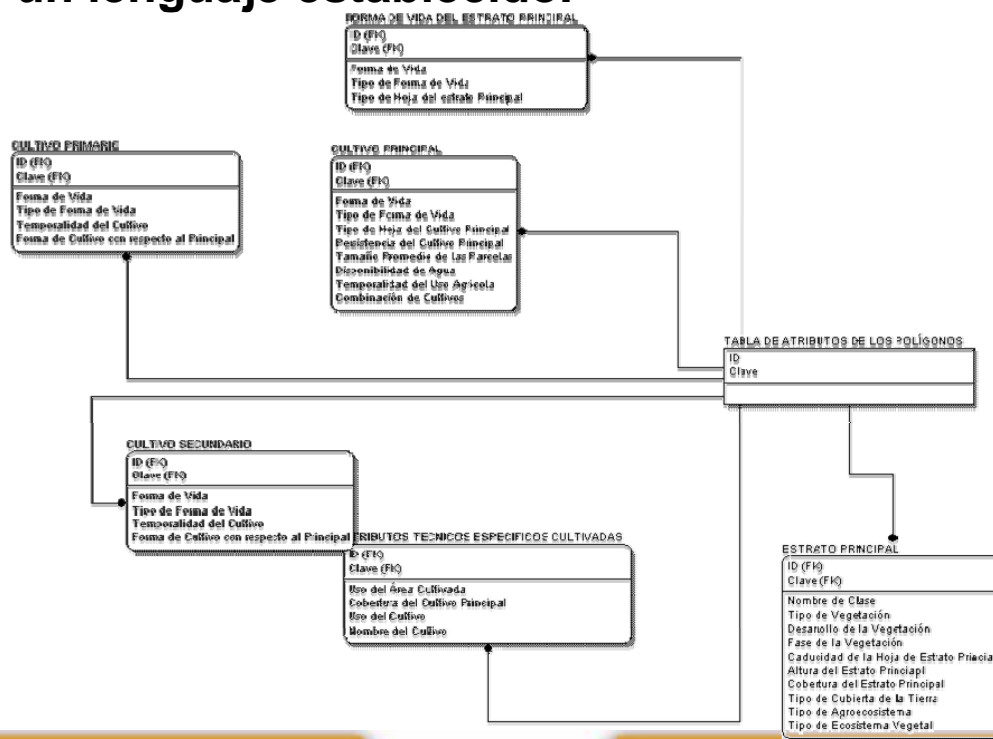 un lenguaje establecido.
FORMA DE VIDA DEL ESTRATO PRINCIPAL
ID (FK)
Clave (FK)
Forma de Vida
Tipo de Forma de Vida
Tipo de Hoja del estrato Principal
CULTIVO PRIMARIO
ID (FK)
Clave (FK)
Forma de Vida
Tipo de Forma de Vida
Temporalidad del Cultivo
Forma de Cultivo con respecto al Principal
CULTIVO PRINCIPAL
ID (FK)
Clave (FK)
Forma de Vida
Tipo de Forma de Vida
Tipo de Hoja del Cultivo Principal
Persistencia del Cultivo Principal
Tamaño Promedio de las Parcelas
Disponibilidad de Agua
Temporalidad del Uso Agricola
Combinación de Cultivos
TABLA DE ATRIBUTOS DE LOS POLÍGONOS
ID
Clave
CULTIVO SECUNDARIO
ID (FK)
Clave (FK)
Forma de Vida
Tipo de Forma de Vida
Temporalidad del Cultivo
Forma de Cultivo con respecto al Principal
ERIBUTOS TECNICOS ESPECIFICOS CULTIVADAS
ID (FK)
Clave (FK)
Uso del Área Cultivada
Cobertura del Cultivo Principal
Uso del Cultivo
Nombre del Cultivo
ESTRATO PRINCIPAL
ID (FK)
Clave (FK)
Nombre de Clase
Tipo de Vegetación
Desarrollo de la Vegetación
Fase de la Vegetación
Caducidad de la Hoja de Estrato Princia
Altura del Estrato Princiapl
Cobertura del Estrato Principal
Tipo de Cubierta de la Tierra
Tipo de Agroecosistema
Tipo de Ecosistema Vegetal